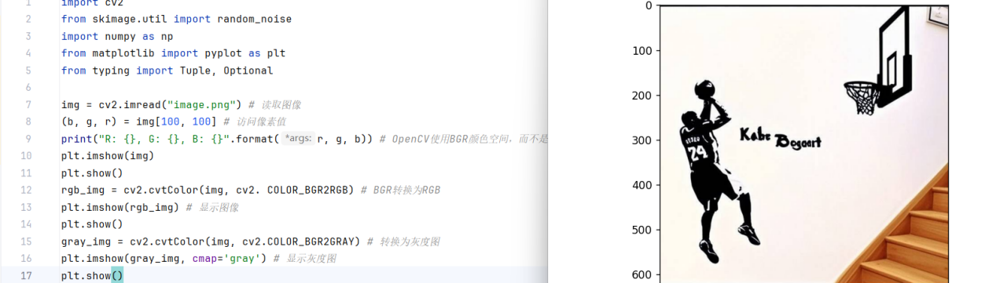 1 import cv2
2 from skimage.util import random_noise
3 import numpy as np
4 from matplotlib import pyplot as plt
5 from typing import Tuple, Optional
6
7 img = cv2.imread("image.png") # 读取图像
8 (b, g, r) = img[100, 100] # 访问像素值
9 print("R: {}, G: {}, B: {}".format( *args: r, g, b)) # OpenCV使用BGR颜色空间，而不是
10 plt.imshow(img)
11 plt.show()
12 rgb_img = cv2.cvtColor(img, cv2. COLOR_BGR2RGB) # BGR转换为RGB
13 plt.imshow(rgb_img) # 显示图像
14 plt.show()
15 gray_img = cv2.cvtColor(img, cv2.COLOR_BGR2GRAY) # 转换为灰度图
16 plt.imshow(gray_img, cmap='gray') # 显示灰度图
17 plt.show()
0
100
200
300
400
500
600
Kabe Bogaart
24